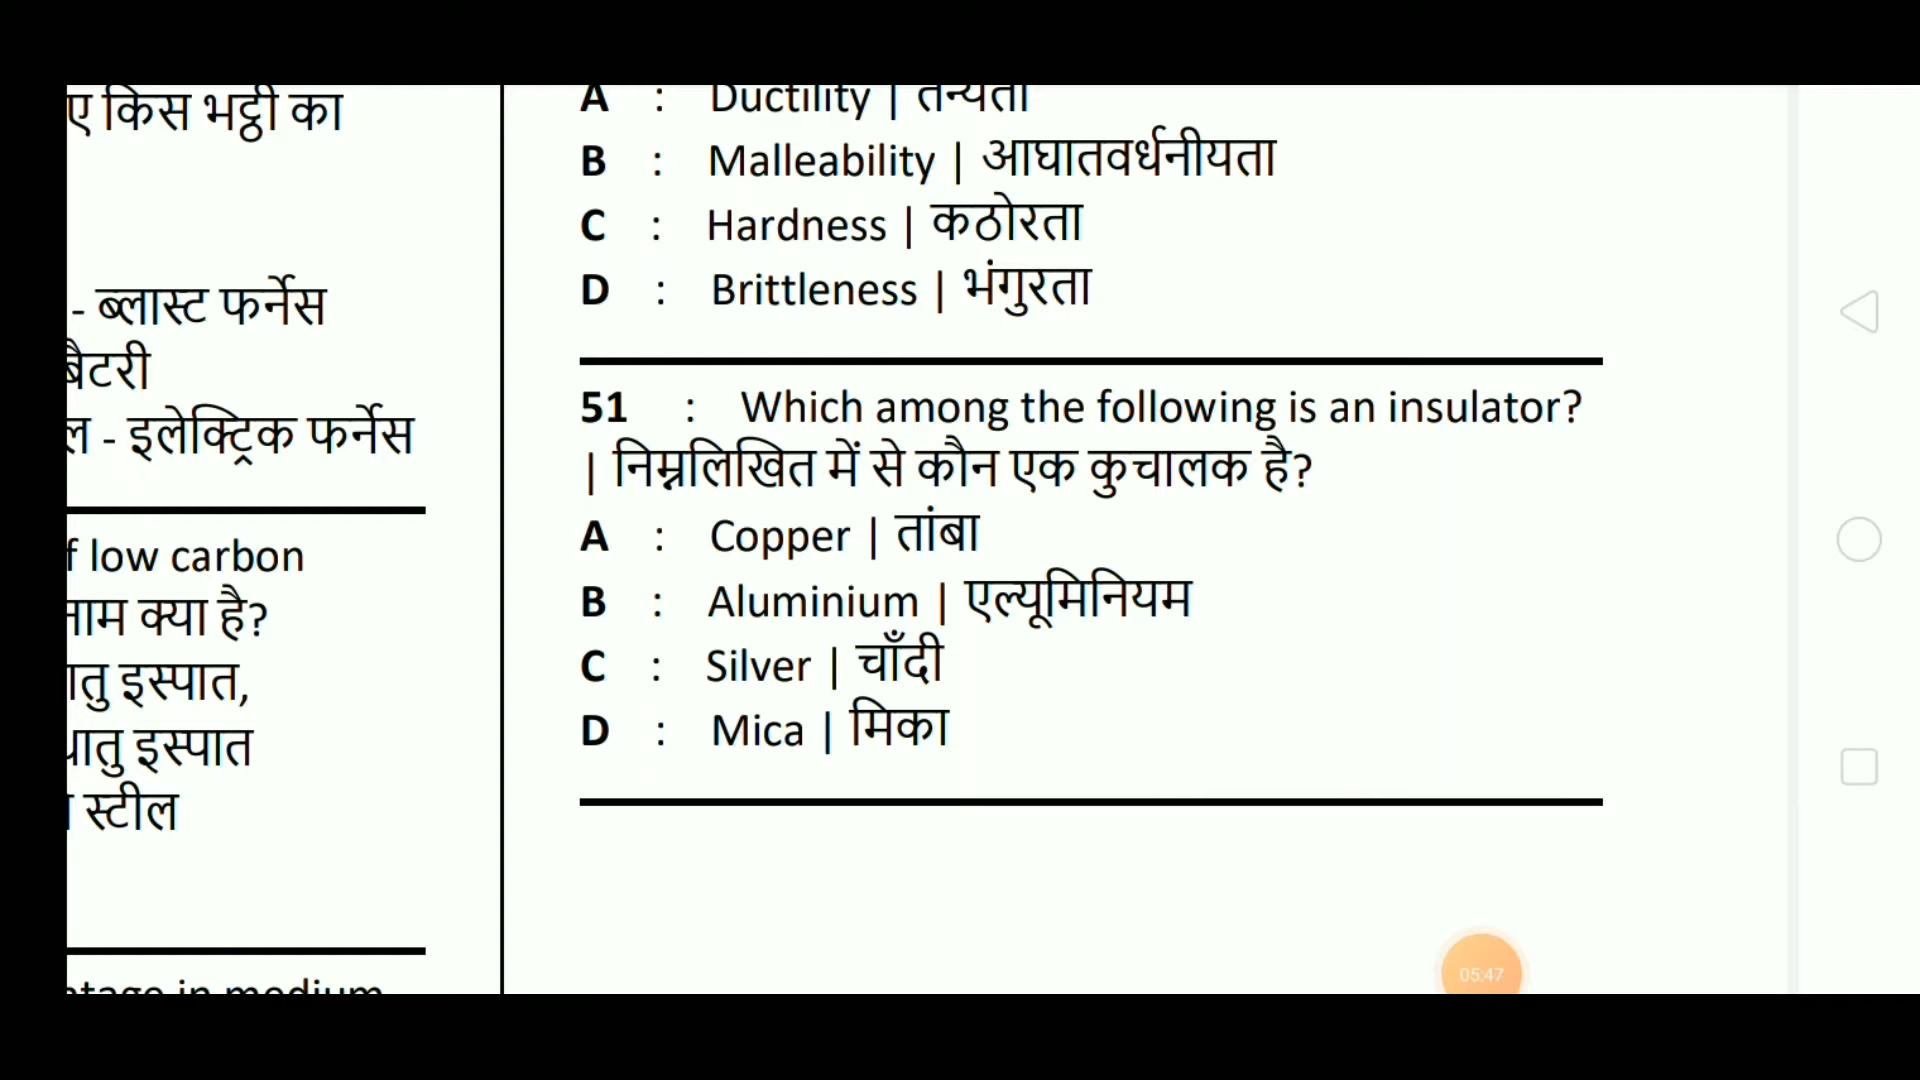 ए किस भट्ठी का
- ब्लास्ट फर्नेस
बैटरी
ल - इलेक्ट्रिक फर्नेस
f low carbon
नाम क्या है?
ातु इस्पात,
धातु इस्पात
स्टील
A : Ductility | तन्यता
B : Malleability | आघातवर्धनीयता
C : Hardness | कठोरता
D : Brittleness | भंगुरता
51 : Which among the following is an insulator?
| निम्नलिखित में से कौन एक कुचालक है?
A : Copper | तांबा
B : Aluminium | एल्यूमिनियम
C : Silver | चाँदी
D : Mica | मिका
05:47